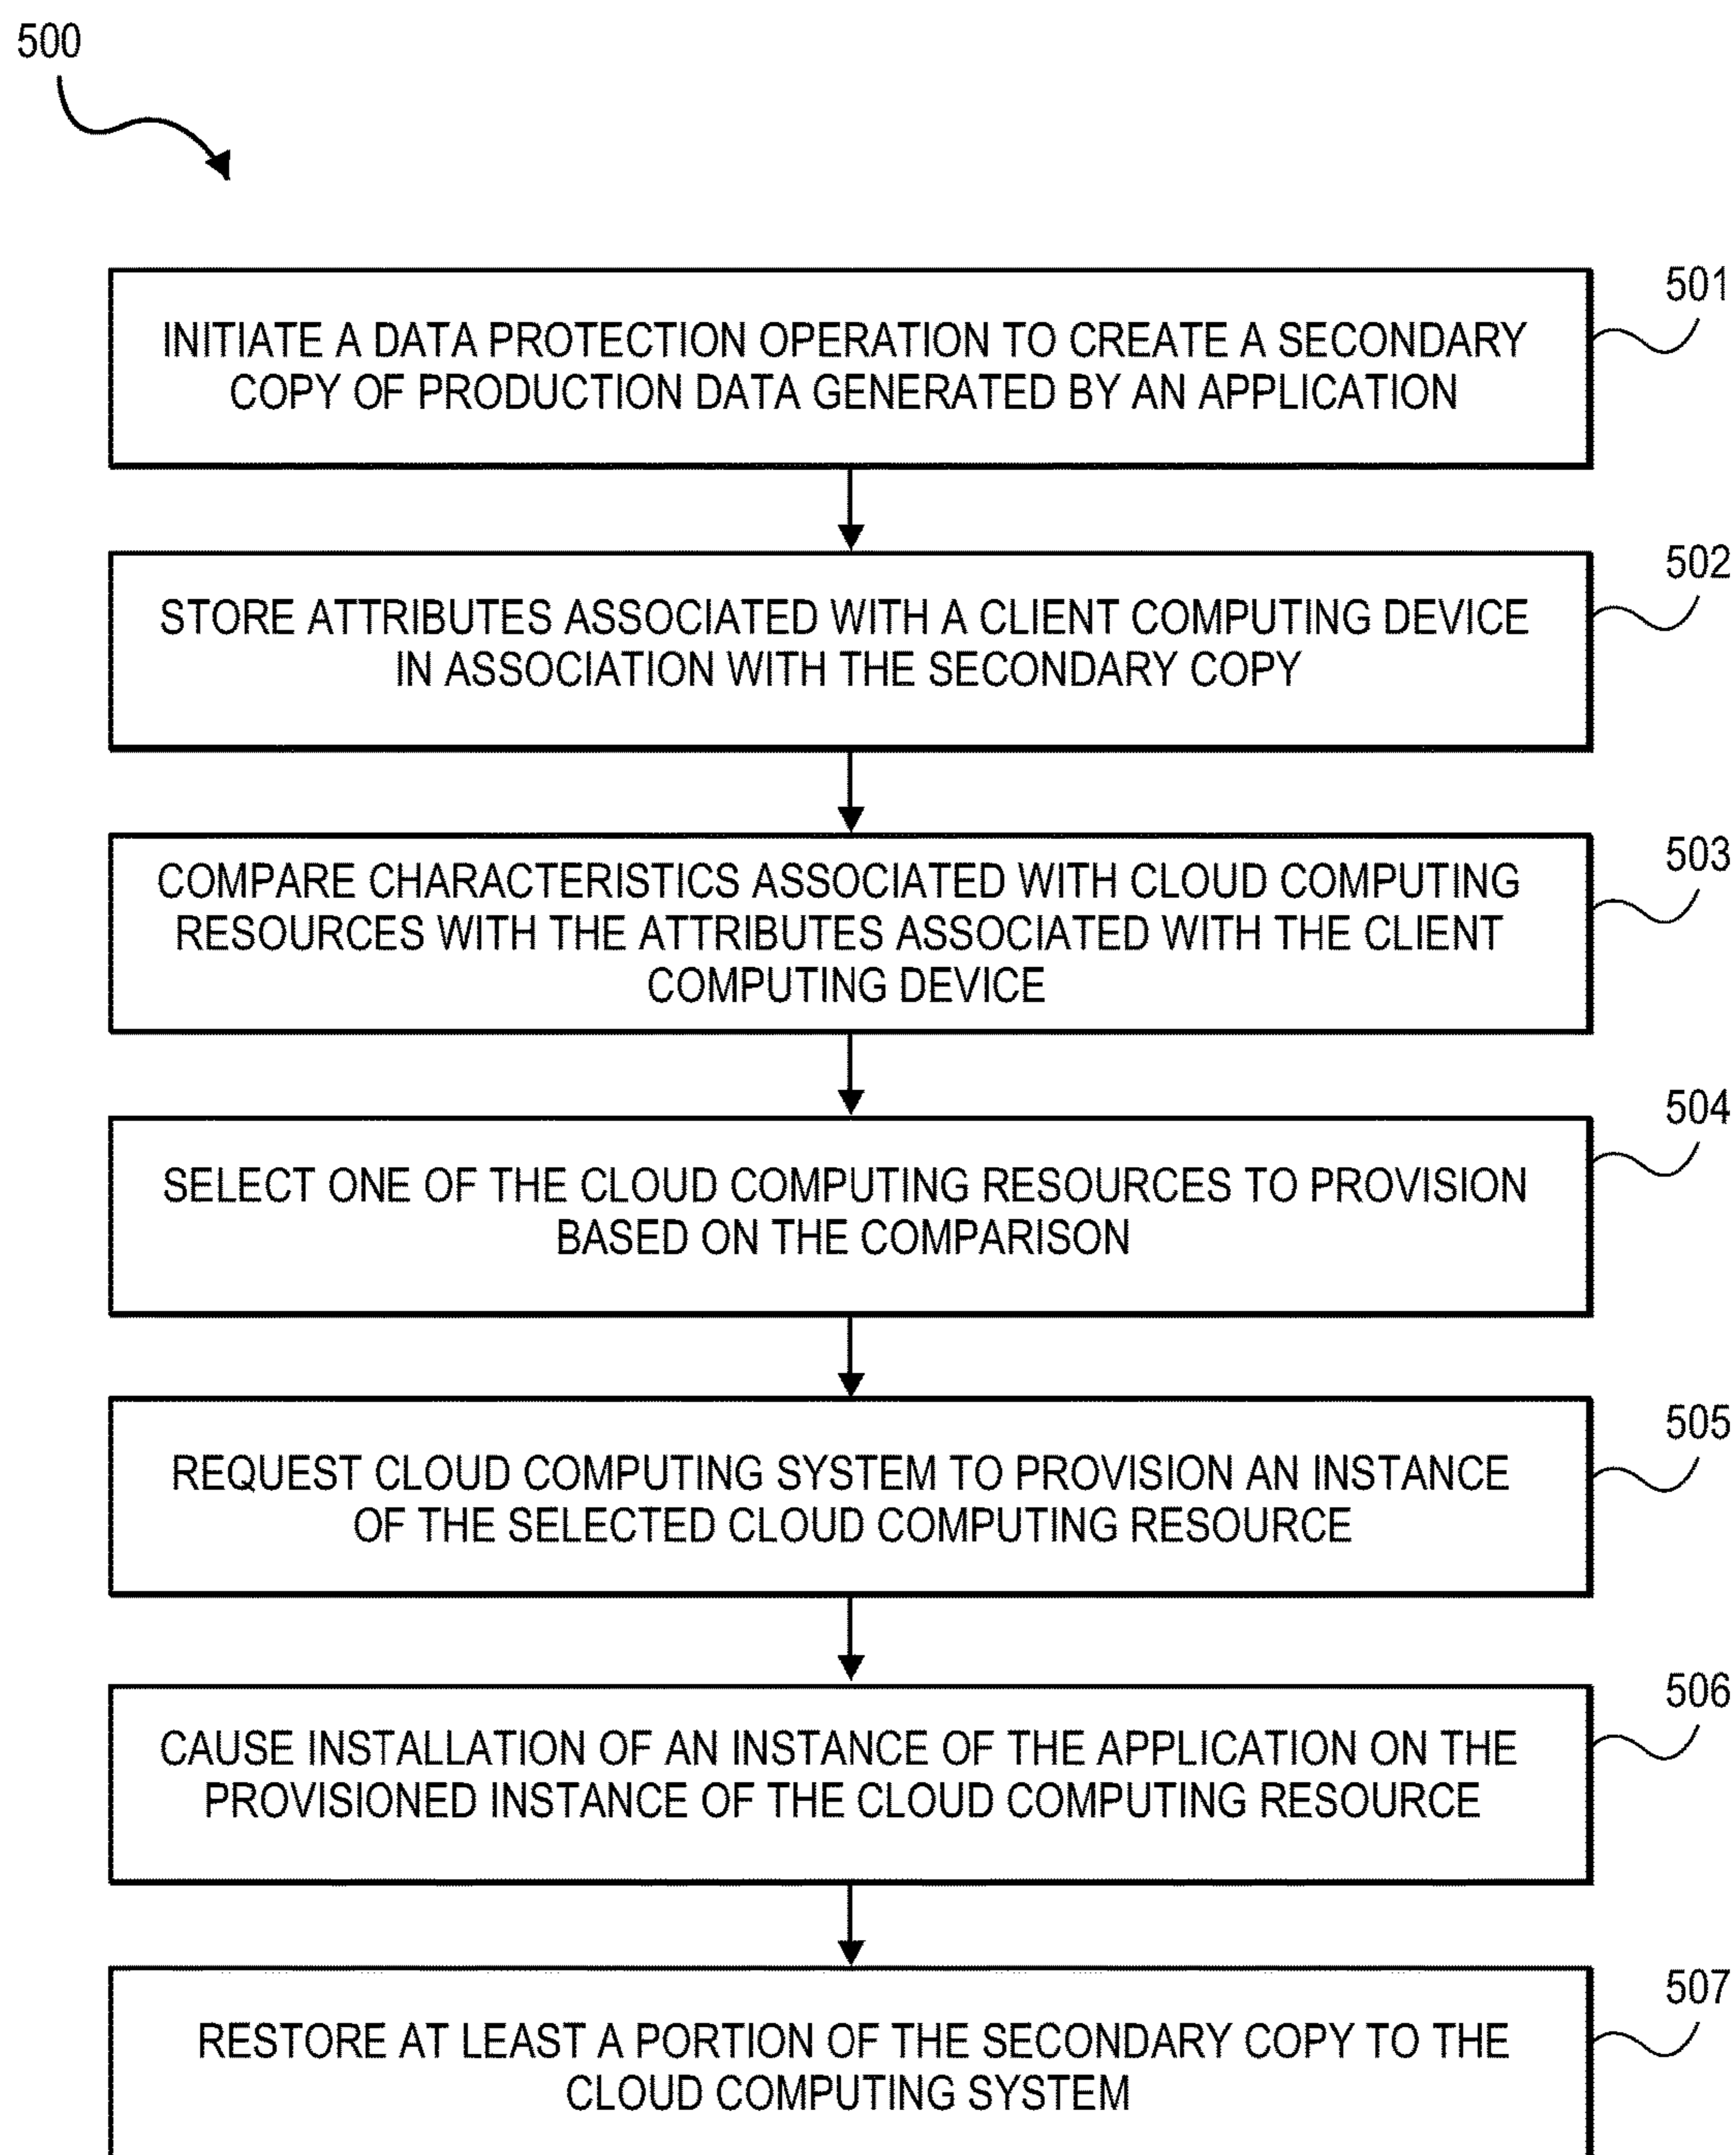 500
501
INITIATE A DATA PROTECTION OPERATION TO CREATE A SECONDARY
COPY OF PRODUCTION DATA GENERATED BY AN APPLICATION
502
STORE ATTRIBUTES ASSOCIATED WITH A CLIENT COMPUTING DEVICE
IN ASSOCIATION WITH THE SECONDARY COPY
503
COMPARE CHARACTERISTICS ASSOCIATED WITH CLOUD COMPUTING
RESOURCES WITH THE ATTRIBUTES ASSOCIATED WITH THE CLIENT
COMPUTING DEVICE
504
SELECT ONE OF THE CLOUD COMPUTING RESOURCES TO PROVISION
BASED ON THE COMPARISON
505
REQUEST CLOUD COMPUTING SYSTEM TO PROVISION AN INSTANCE
OF THE SELECTED CLOUD COMPUTING RESOURCE
506
CAUSE INSTALLATION OF AN INSTANCE OF THE APPLICATION ON THE
PROVISIONED INSTANCE OF THE CLOUD COMPUTING RESOURCE
507
RESTORE AT LEAST A PORTION OF THE SECONDARY COPY TO THE
CLOUD COMPUTING SYSTEM